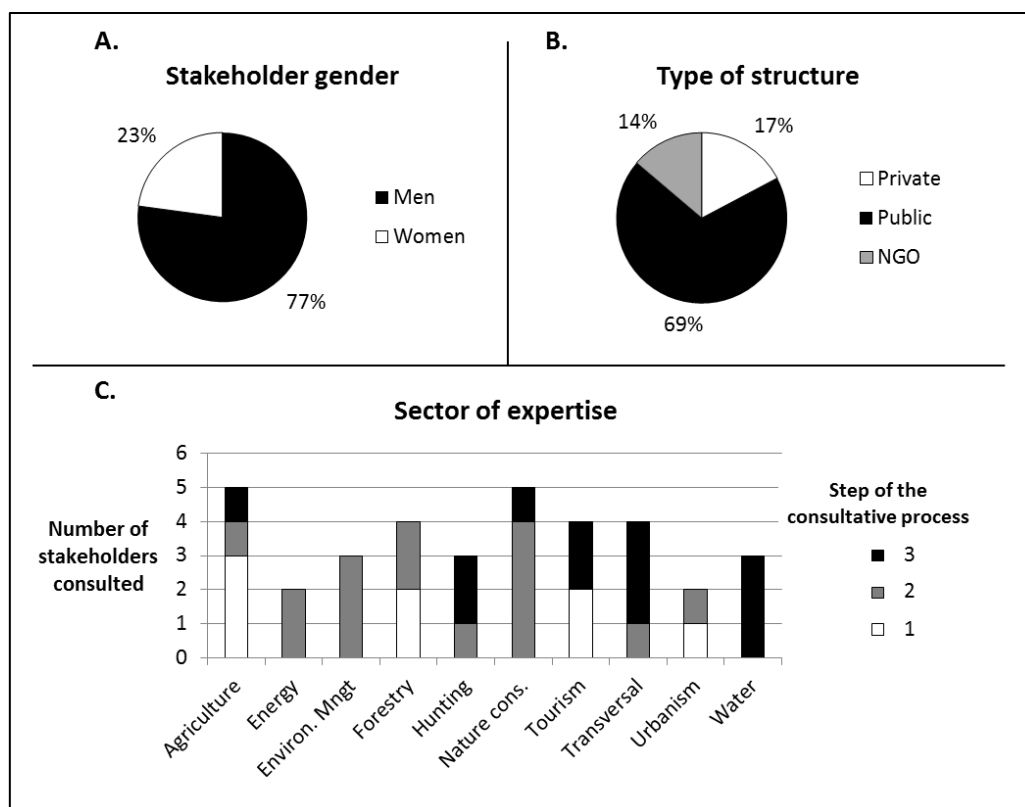 A.
Stakeholder gender
23%
77%
Men
Women
B.
Type of structure
14%
17%
69%
Private
Public
NGO
C.
Sector of expertise
Number of
stakeholders
consulted
6
5
4
3
2
1
0
Agriculture
Energy
Environ. Mngt
Forestry
Hunting
Nature cons.
Tourism
Transversal
Urbanism
Water
Step of the
consultative process
3
2
1